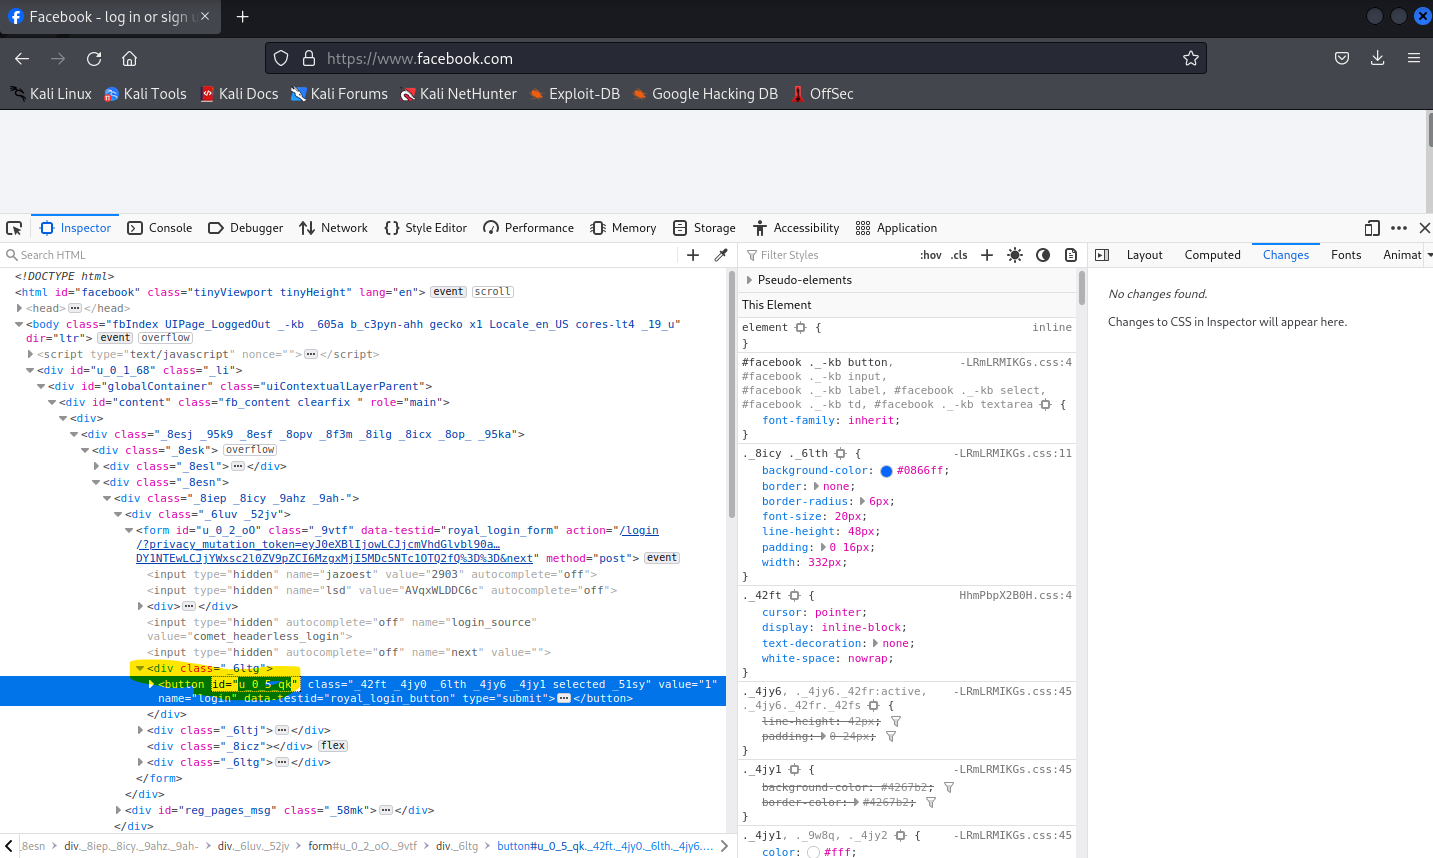 Facebook - log in or sign u
https://www.facebook.com
Kali Linux Kali Tools Kali Docs Kali Forums Kali NetHunter Exploit-DB Google Hacking DB OffSec
Inspector Console Debugger Network Style Editor Performance Memory Storage Accessibility Application
Search HTML
<!DOCTYPE html>
<html id="facebook" class="tinyViewport tinyHeight" lang="en"> event scroll
<head> ••• </head>
<body class="fbIndex UIPage_LoggedOut _-kb _605a b_c3pyn-ahh gecko x1 Locale_en_US cores-lt4 _19_u"
dir="ltr"> event overflow
<script type="text/javascript" nonce=""> ••• </script>
<div id="u_0_1_68" class="_li">
<div id="globalContainer" class="uiContextualLayerParent">
<div id="content" class="fb_content clearfix " role="main">
<div>
<div class="_8esj _95k9 _8esf _8opv _8f3m _8ilg _8icx _8op_ _95ka">
<div class="_8esk"> overflow
<div class="_8esl"> ••• </div>
<div class="_8esn">
<div class="_8iep _8icy _9ahz _9ah-">
<div class="_6luv _52jv">
<form id="u_0_2_oO" class="_9vtf" data-testid="royal_login_form" action="/login
/?privacy_mutation_token=eyJ0eXBlIjowLCJjcmVhdGlvbl90a…
DY1NTEwLCJjYWxsc2l0ZV9pZCI6MzgxMjI5MDc5NTc1OTQ2fQ%3D%3D&next" method="post"> event
<input type="hidden" name="jazoest" value="2903" autocomplete="off">
<input type="hidden" name="lsd" value="AVqxWLDDC6c" autocomplete="off">
<div> ••• </div>
<input type="hidden" autocomplete="off" name="login_source"
value="comet_headerless_login">
<input type="hidden" autocomplete="off" name="next" value="">
<div class="_6ltg">
<button id="u_0_5_qk" class="_42ft _4jy0 _6lth _4jy6 _4jy1 selected _51sy" value="1"
name="login" data-testid="royal_login_button" type="submit"> ••• </button>
</div>
<div class="_6ltj"> ••• </div>
<div class="_8icz"></div> flex
<div class="_6ltg"> ••• </div>
</form>
</div>
<div id="reg_pages_msg" class="_58mk"> ••• </div>
</div>
_8esn div._8iep._8icy._9ahz._9ah- div._6luv._52jv form#u_0_2_oO._9vtf div._6ltg button#u_0_5_qk._42ft._4jy0._6lth._4jy6.…
Filter Styles :hov .cls
Pseudo-elements
This Element
element { inline
}
#facebook ._-kb button, -LRmLRMIKGs.css:4
#facebook ._-kb input,
#facebook ._-kb label, #facebook ._-kb select,
#facebook ._-kb td, #facebook ._-kb textarea {
font-family: inherit;
}
._8icy ._6lth { -LRmLRMIKGs.css:11
background-color: #0866ff;
border: none;
border-radius: 6px;
font-size: 20px;
line-height: 48px;
padding: 0 16px;
width: 332px;
}
._42ft { HhmPbpX2B0H.css:4
cursor: pointer;
display: inline-block;
text-decoration: none;
white-space: nowrap;
}
._4jy6, ._4jy6._42fr:active, -LRmLRMIKGs.css:45
._4jy6._42fr._42fs {
line-height: 42px;
padding: 0 24px;
}
._4jy1 { -LRmLRMIKGs.css:45
background-color: #4267b2;
border-color: #4267b2;
}
._4jy1, ._9w8q, ._4jy2 { -LRmLRMIKGs.css:45
color: #fff;
Layout Computed Changes Fonts Animat
No changes found.
Changes to CSS in Inspector will appear here.